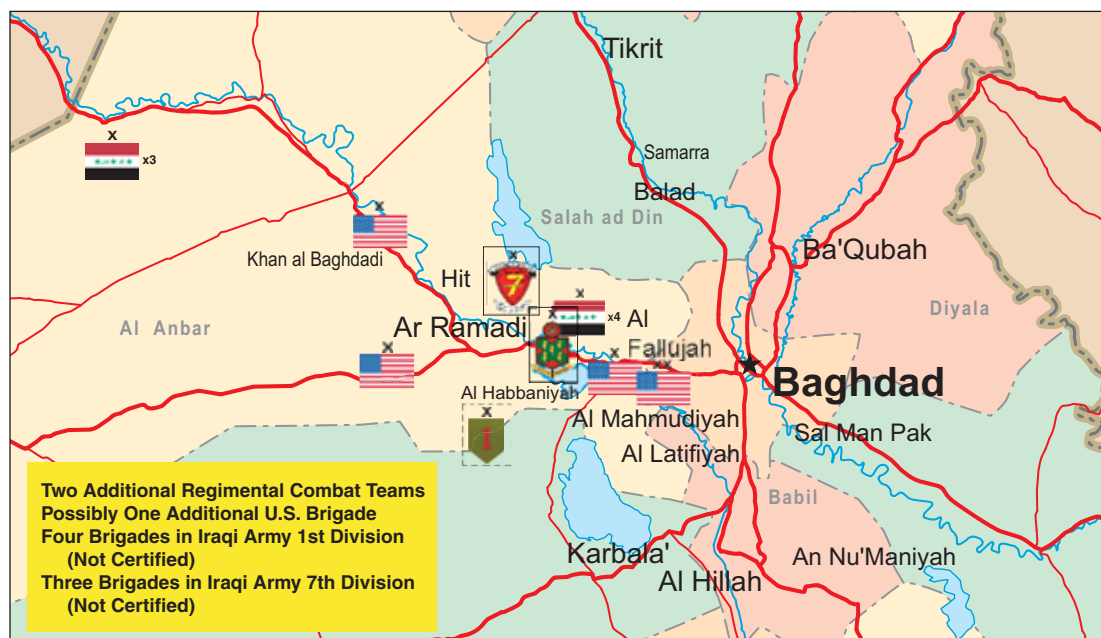 Tikrit
x
x3
Samarra
Balad
x
Salah ad Din
Khan al Baghdadi
Ba'Qubah
x
Hit
7
Diyala
x
x
x4
Al
Al Anbar
Ar Ramadi
x
x
Fallujah
xx
Baghdad
Al Habbaniyah
x
1
Al Mahmudiyah
Sal Man Pak
Al Latifiyah
Babil
Two Additional Regimental Combat Teams
Possibly One Additional U.S. Brigade
Four Brigades in Iraqi Army 1st Division
(Not Certified)
Three Brigades in Iraqi Army 7th Division
(Not Certified)
Karbala'
An Nu'Maniyah
Al Hillah